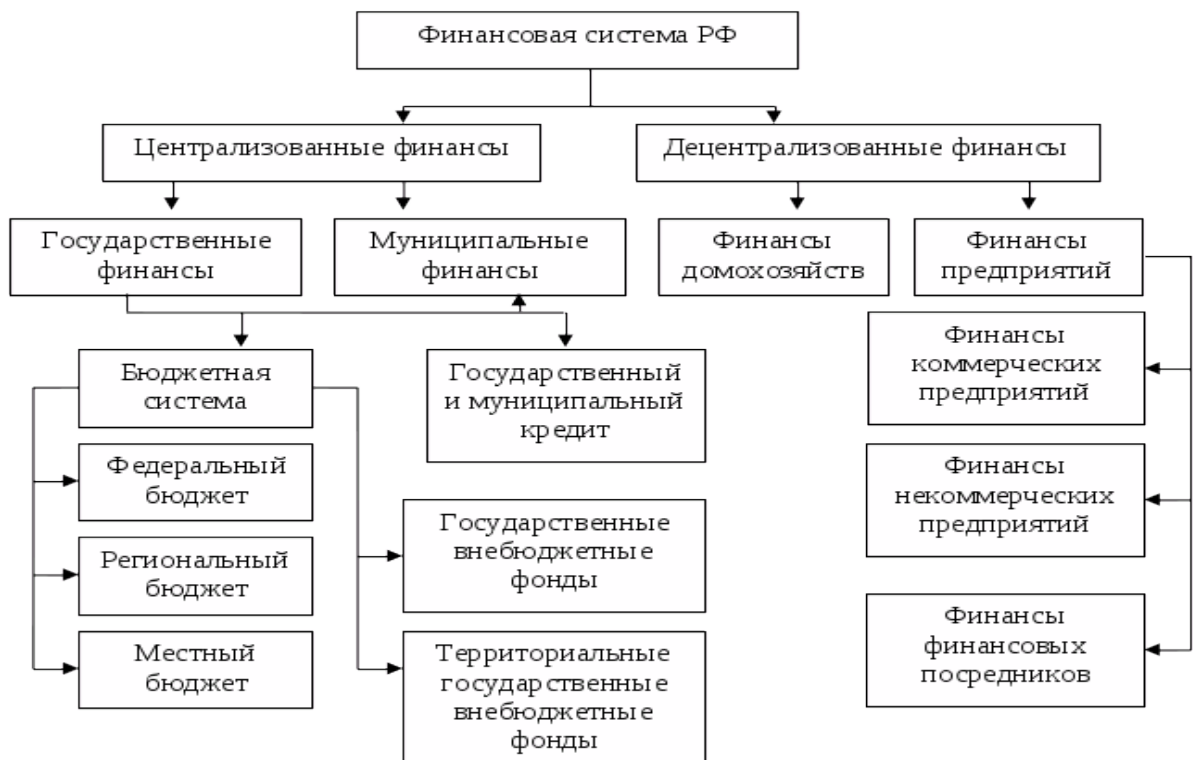 Финансовая система РФ
Централизованные финансы
Децентрализованные финансы
Государственные
финансы
Муниципальные
финансы
Финансы
домохозяйств
Финансы
предприятий
Бюджетная
система
Государственный
и муниципальный
кредит
Финансы
коммерческих
предприятий
Федеральный
бюджет
Финансы
некоммерческих
предприятий
Государственные
внебюджетные
фонды
Региональный
бюджет
Финансы
финансовых
посредников
Местный
бюджет
Территориальные
государственные
внебюджетные
фонды